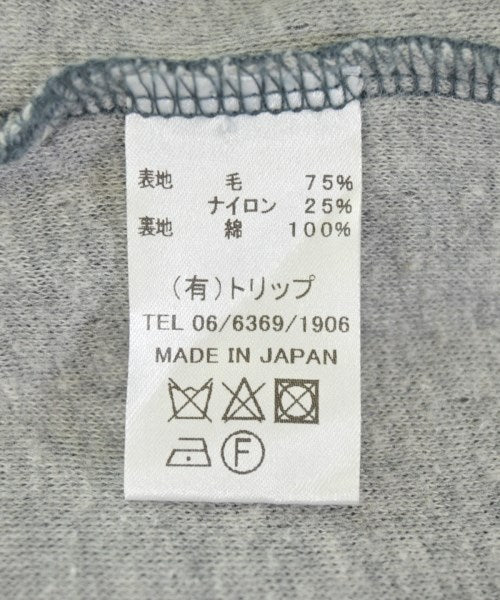 表地 毛 75%
ナイロン 25%
裏地 綿 100%
(有)トリップ
TEL 06/6369/1906
MADE IN JAPAN
F